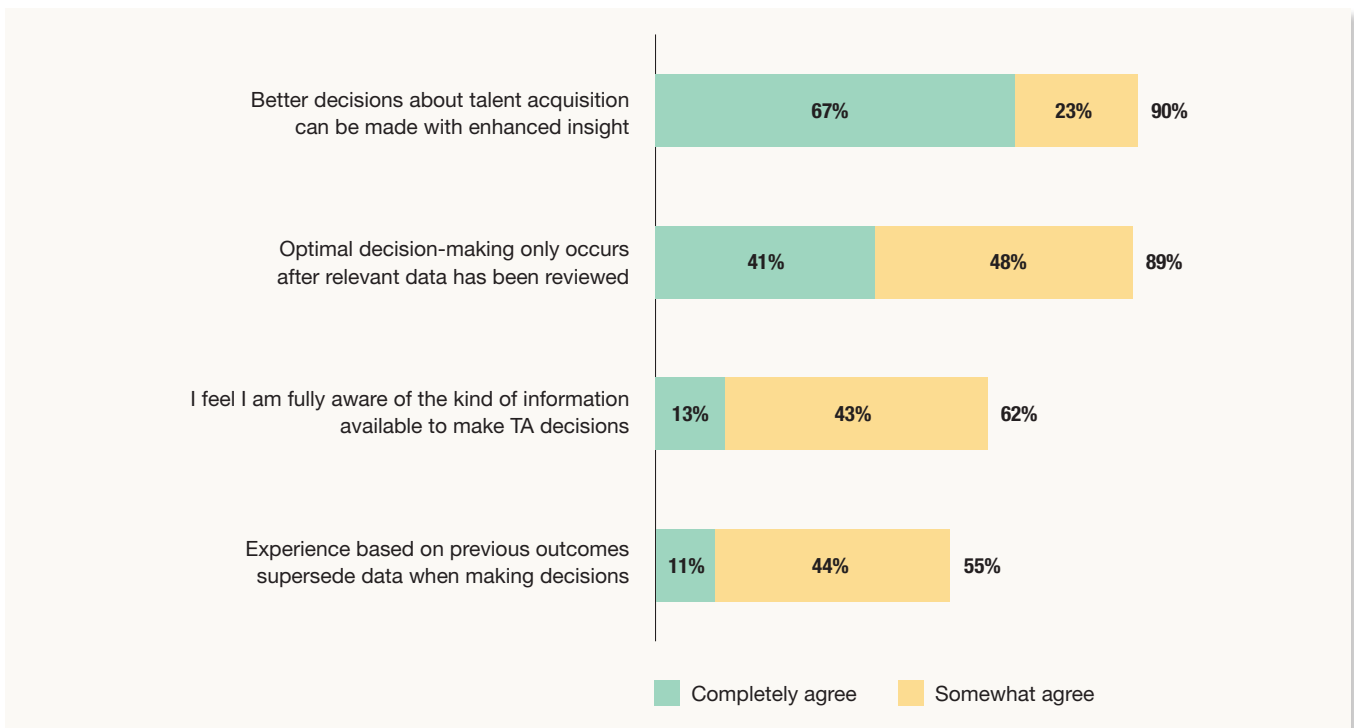 Better decisions about talent acquisition
can be made with enhanced insight
67%
23%
90%
Optimal decision-making only occurs
after relevant data has been reviewed
41%
48%
89%
I feel I am fully aware of the kind of information
available to make TA decisions
13%
43%
62%
Experience based on previous outcomes
supersede data when making decisions
11%
44%
55%
Completely agree
Somewhat agree